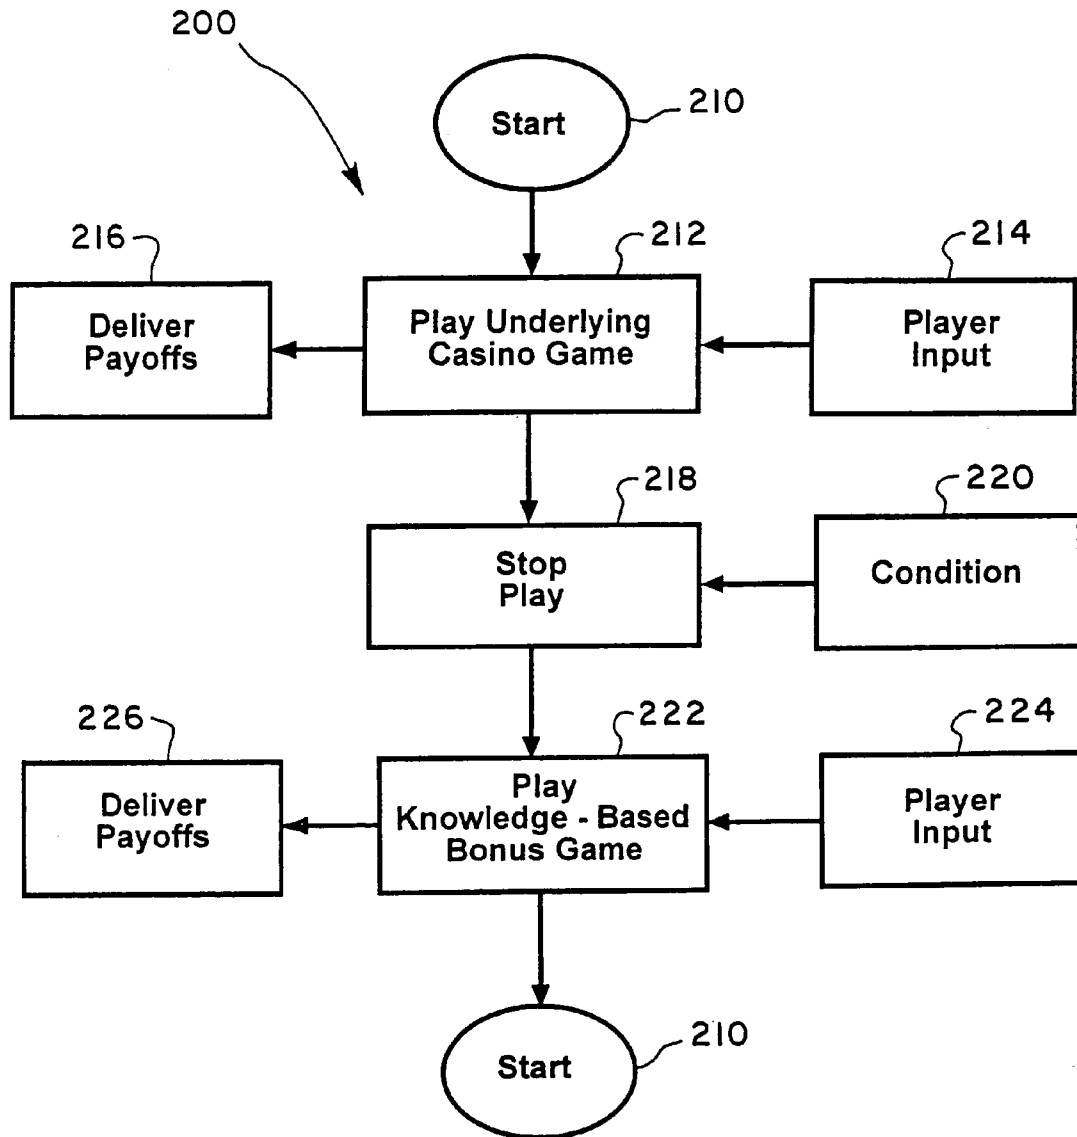 200
Start
210
216
212
214
Deliver
Payoffs
Play Underlying
Casino Game
Player
Input
218
220
Stop
Play
Condition
226
222
224
Deliver
Payoffs
Play
Knowledge - Based
Bonus Game
Player
Input
Start
210